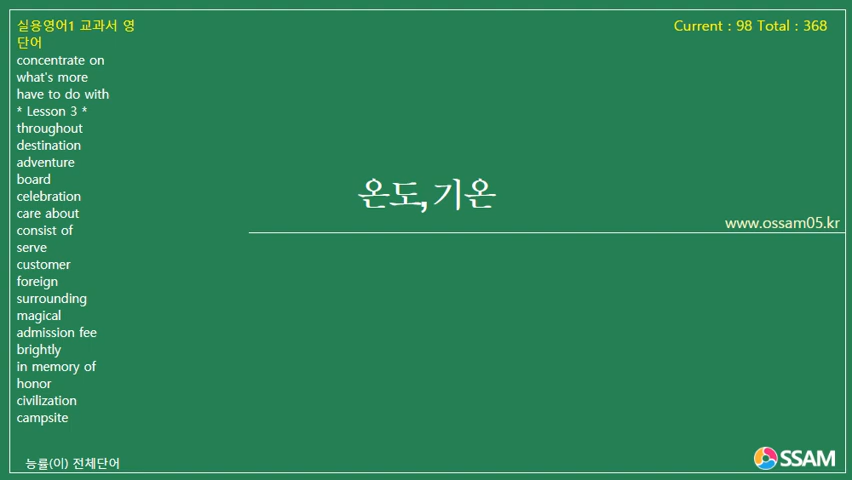 실용영어1 교과서 영
단어
Current : 98 Total : 368
concentrate on
what's more
have to do with
* Lesson 3 *
throughout
destination
adventure
board
celebration
care about
consist of
serve
customer
foreign
surrounding
magical
admission fee
brightly
in memory of
honor
civilization
campsite
온도,기온
www.ossam05.kr
능률(이) 전체단어
OSSAM